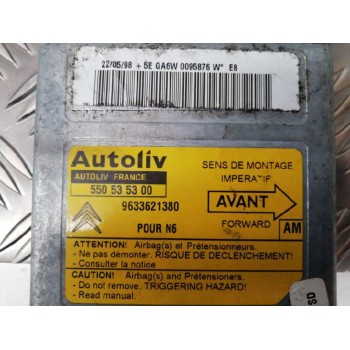 22/05/98 + 5E GA6W 0095876 W* E8
Autoliv
AUTOLIV FRANCE
550 53 53 00
9633621380
POUR N6
SENS DE MONTAGE
IMPERATIF
AVANT
FORWARD
AM
ATTENTION! Airbag(s) et Prétensionneurs.
- Ne pas démonter. RISQUE DE DECLENCHEMENT!
- Consulter la notice
CAUTION! Airbag(s) and Pretensioners.
- Do not remove. TRIGGERING HAZARD!
- Read manual.
SD